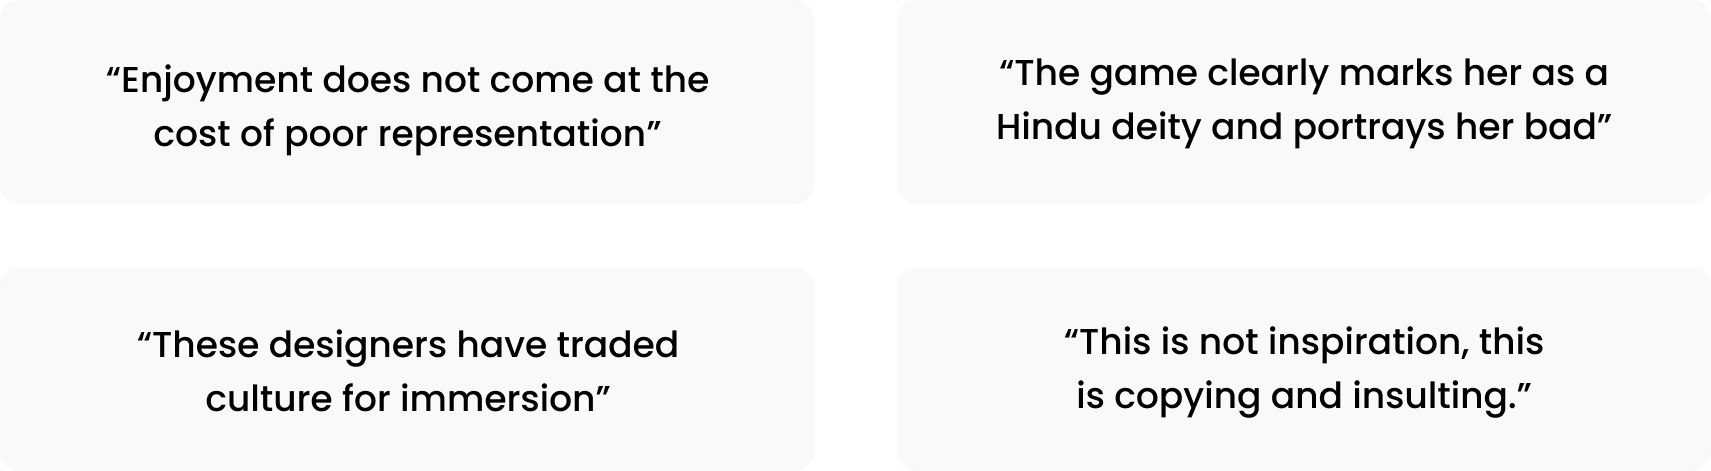 “Enjoyment does not come at the
cost of poor representation”
“The game clearly marks her as a
Hindu deity and portrays her bad”
“These designers have traded
culture for immersion”
“This is not inspiration, this
is copying and insulting.”